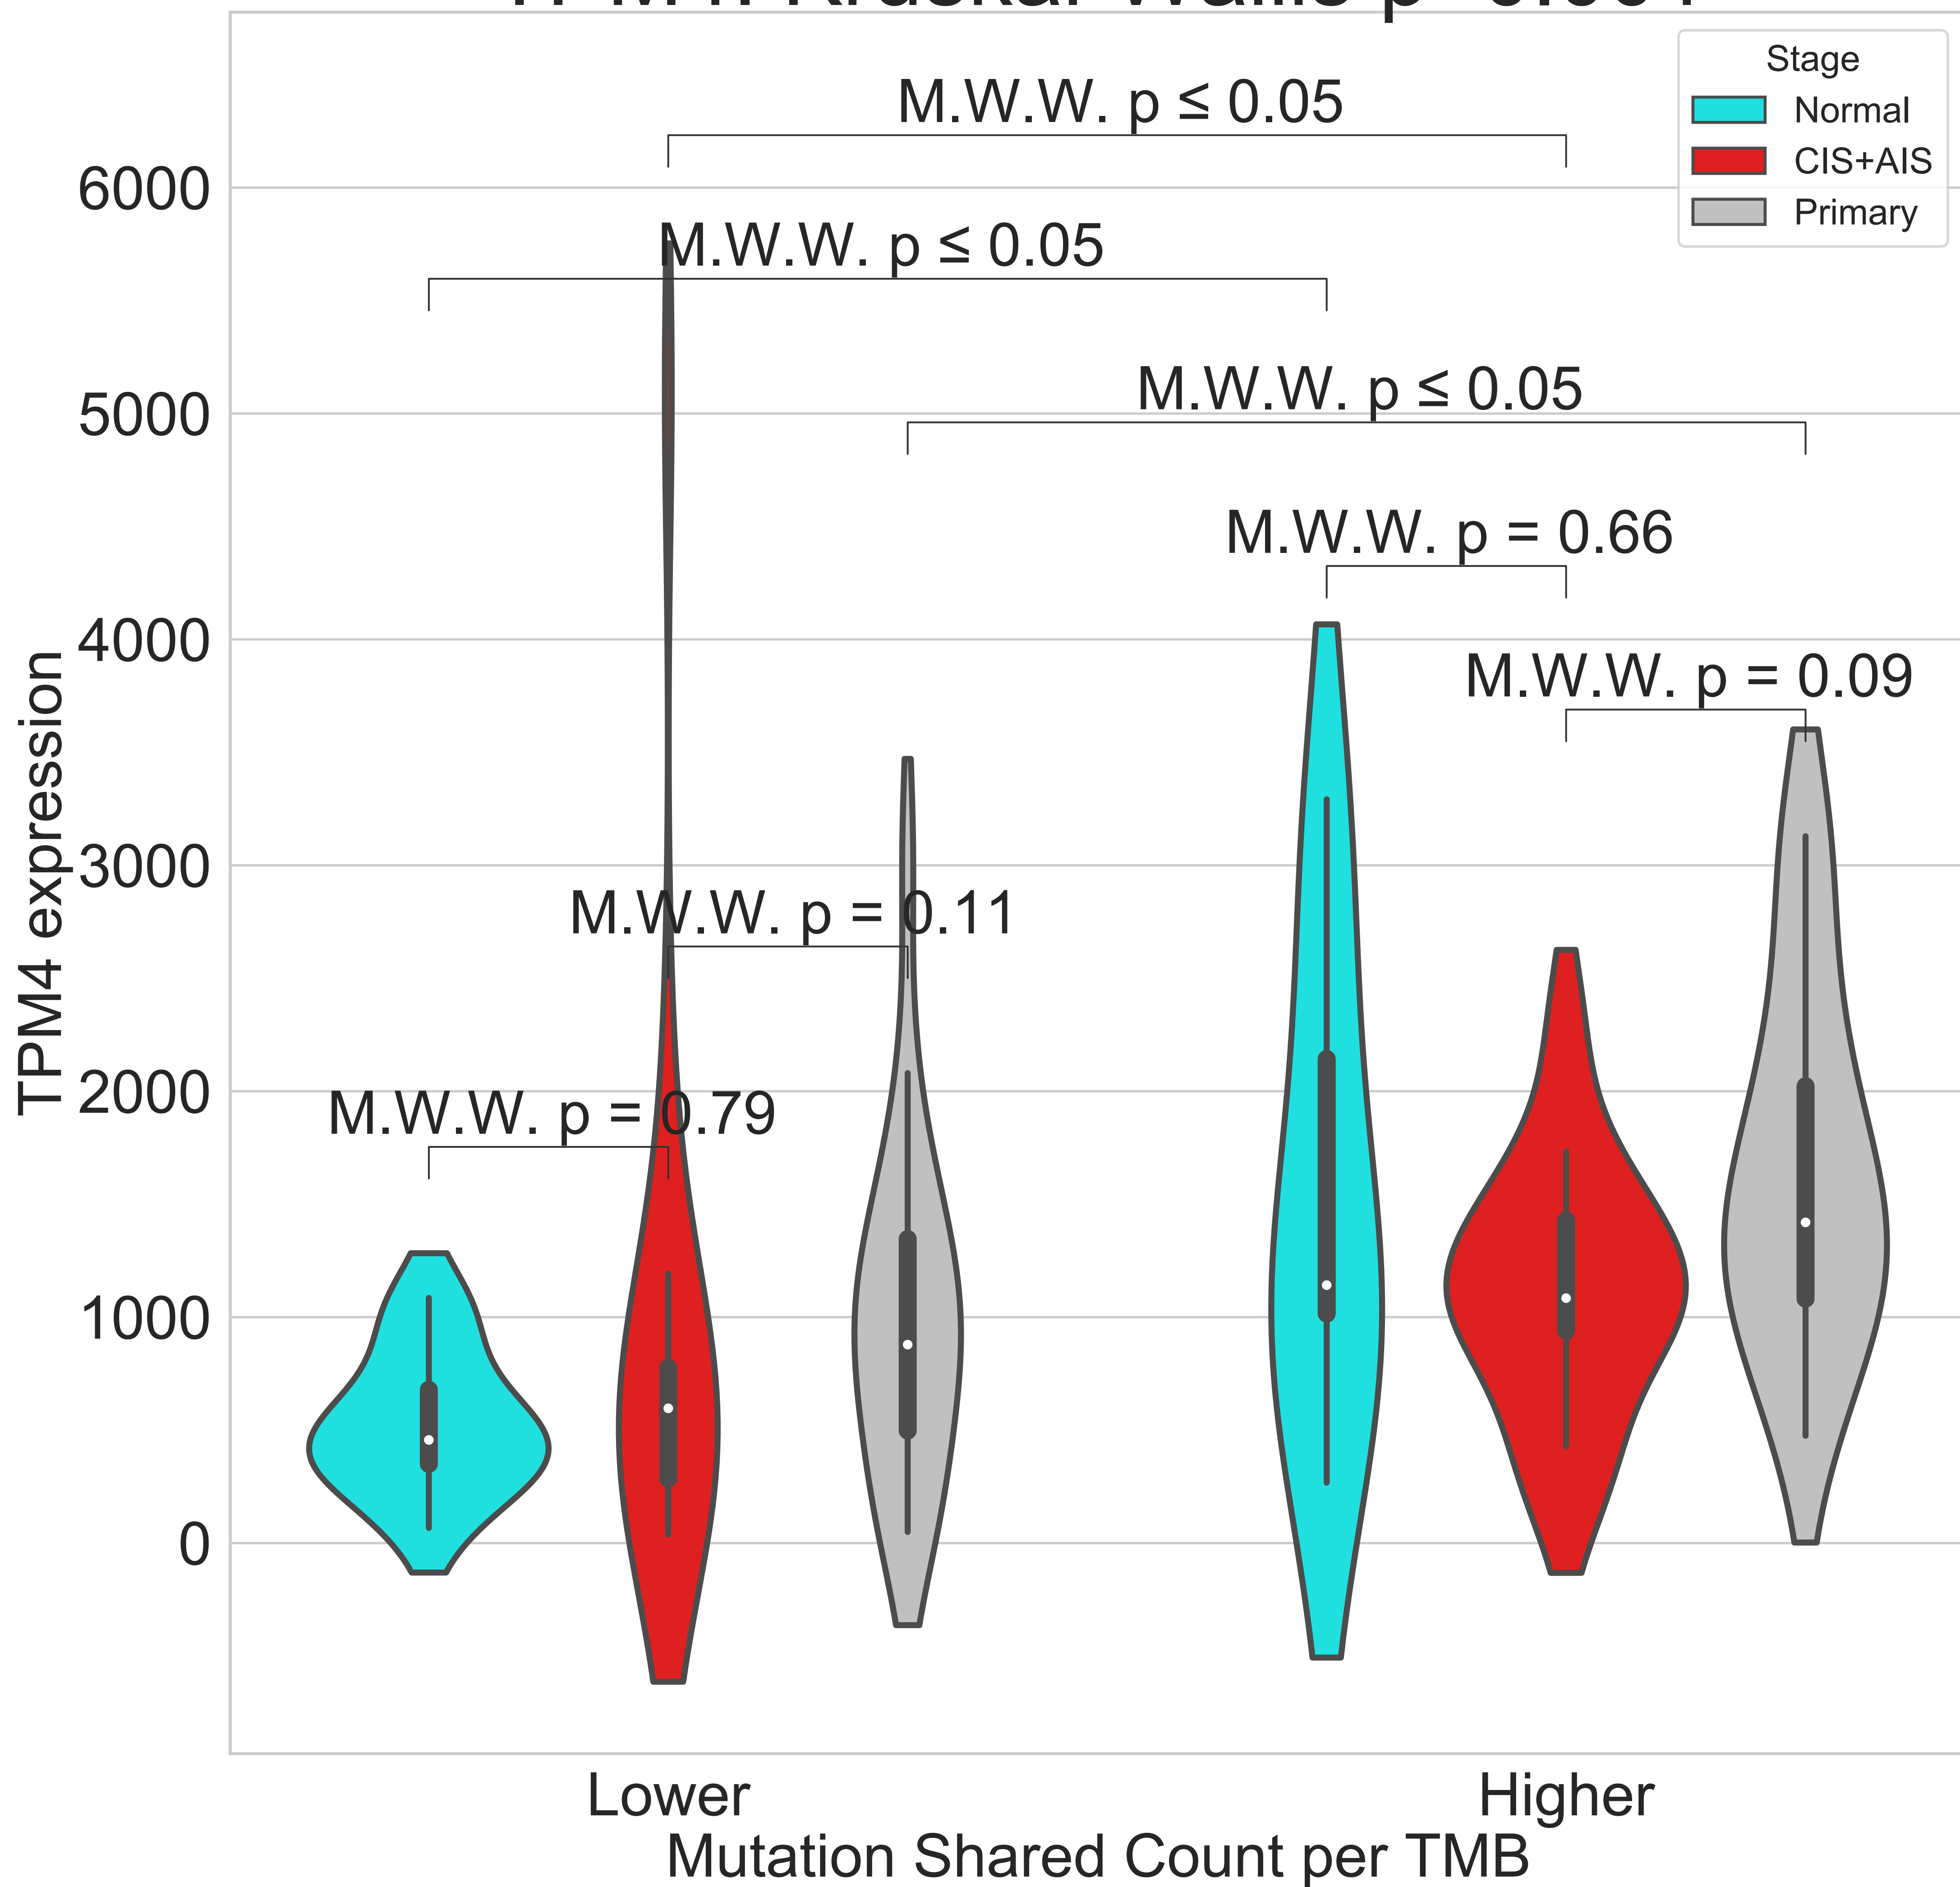 Stage
Normal
CIS+AIS
Primary
M.W.W. p ≤ 0.05
M.W.W. p ≤ 0.05
M.W.W. p ≤ 0.05
M.W.W. p = 0.66
M.W.W. p = 0.09
M.W.W. p = 0.11
M.W.W. p = 0.79
6000
5000
4000
3000
2000
1000
0
TPM4 expression
Lower
Higher
Mutation Shared Count per TMB